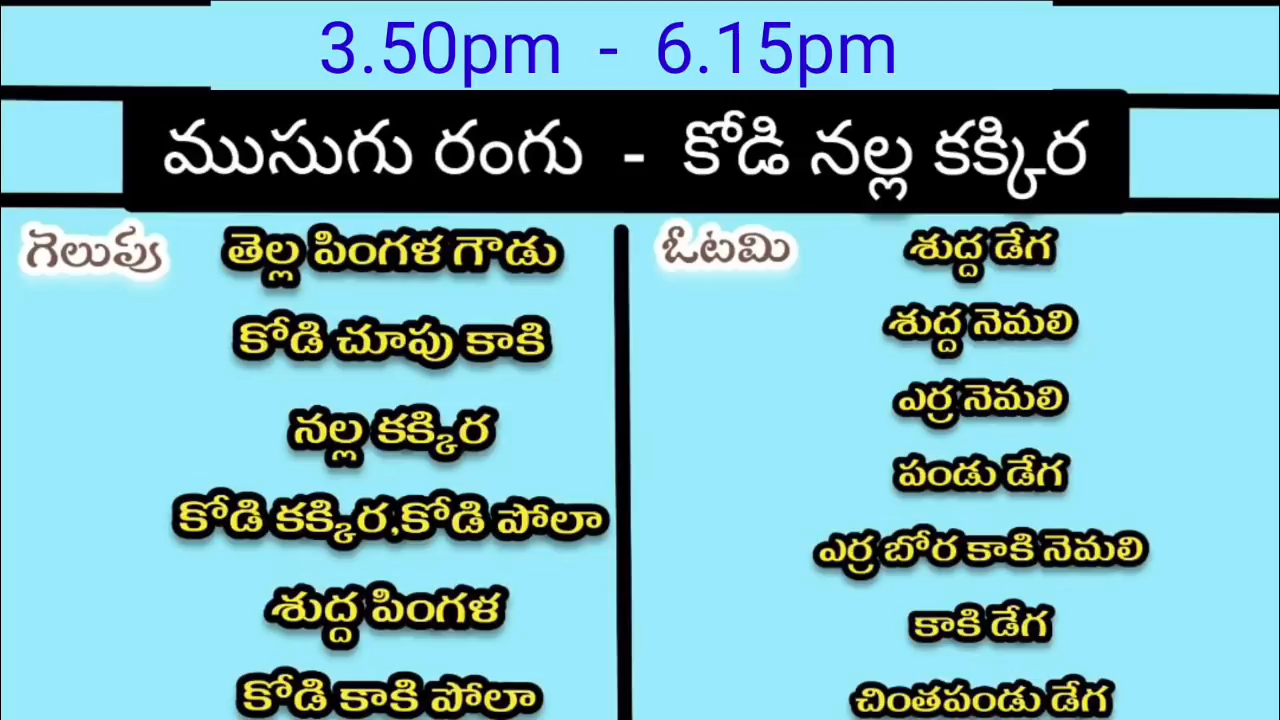 3.50pm - 6.15pm
ముసుగు రంగు - కోడి నల్ల కక్కిర
గెలుపు
తెల్ల పింగళ గౌడు
కోడి చూపు కాకి
నల్ల కక్కిర
కోడి కక్కిర,కోడి పోలా
శుద్ద పింగళ
కోడి కాకి పోలా
ఓటమి
శుద్ద డేగ
శుద్ద నెమలి
ఎర్ర నెమలి
పండు డేగ
ఎర్ర బోర కాకి నెమలి
కాకి డేగ
చింతపండు డేగ